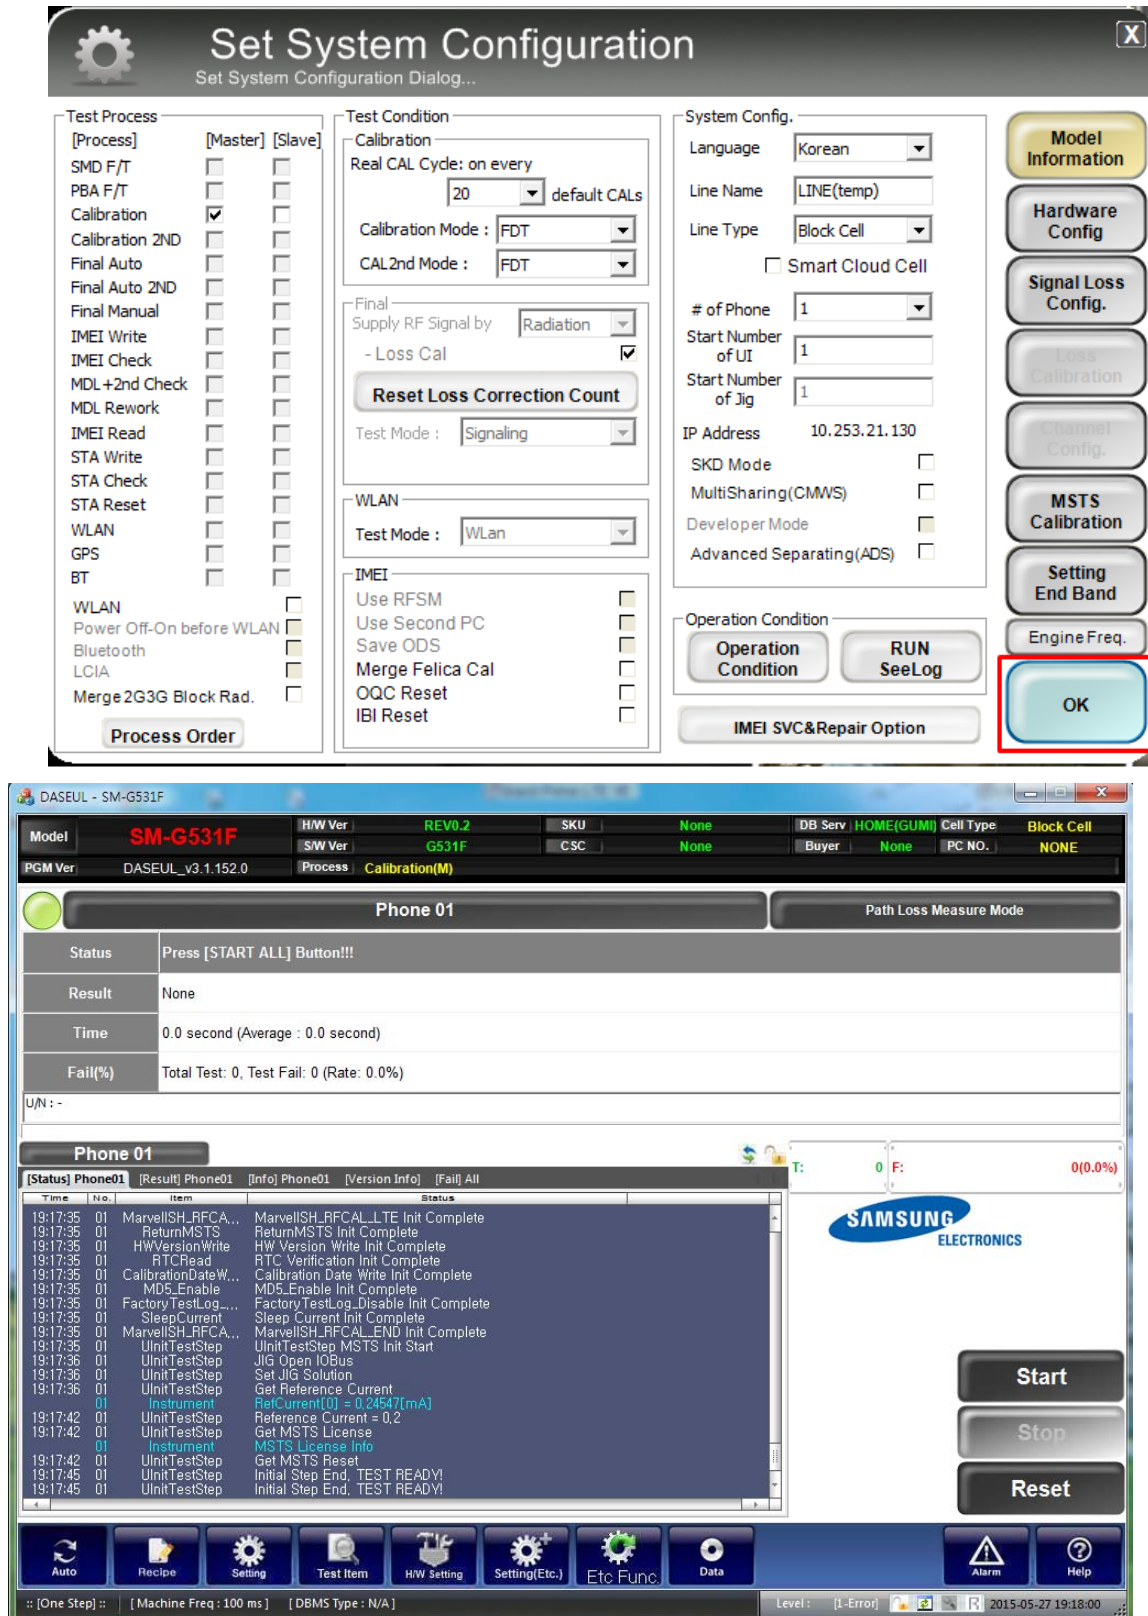 Set System Configuration
X
Set System Configuration Dialog...
Test Process
[Process] [Master] [Slave]
SMD F/T
PBA F/T
Calibration
Calibration 2ND
Final Auto
Final Auto 2ND
Final Manual
IMEI Write
IMEI Check
MDL+2nd Check
MDL Rework
IMEI Read
STA Write
STA Check
STA Reset
WLAN
GPS
BT
WLAN
Power Off-On before WLAN
Bluetooth
LCIA
Merge 2G3G Block Rad.
Process Order
Test Condition
Calibration
Real CAL Cycle: on every
20 default CALs
Calibration Mode : FDT
CAL2nd Mode : FDT
Final
Supply RF Signal by Radiation
- Loss Cal
Reset Loss Correction Count
Test Mode : Signaling
WLAN
Test Mode : WLan
IMEI
Use RFSM
Use Second PC
Save ODS
Merge Felica Cal
OQC Reset
IBI Reset
System Config.
Language Korean
Line Name LINE(temp)
Line Type Block Cell
Smart Cloud Cell
# of Phone 1
Start Number
of UI 1
Start Number
of Jig 1
IP Address 10.253.21.130
SKD Mode
MultiSharing(CMWS)
Developer Mode
Advanced Separating(ADS)
Operation Condition
Operation
Condition
RUN
SeeLog
IMEI SVC&Repair Option
Model
Information
Hardware
Config
Signal Loss
Config.
Loss
Calibration
Channel
Config.
MSTS
Calibration
Setting
End Band
Engine Freq.
OK
DASEUL - SM-G531F
Model SM-G531F H/W Ver REV0.2 SKU None DB Serv HOME(GUMI) Cell Type Block Cell
S/W Ver G531F CSC None Buyer None PC NO. NONE
PGM Ver DASEUL_v3.1.152.0 Process Calibration(M)
Phone 01 Path Loss Measure Mode
Status Press [START ALL] Button!!!
Result None
Time 0.0 second (Average : 0.0 second)
Fail(%) Total Test: 0, Test Fail: 0 (Rate: 0.0%)
U/N : -
Phone 01
T: 0 F: 0(0.0%)
[Status] Phone01 [Result] Phone01 [Info] Phone01 [Version Info] [Fail] All
Time No. Item Status
19:17:35 01 MarvellSH_RFCA... MarvellSH_RFCAL_LTE Init Complete
19:17:35 01 ReturnMSTS ReturnMSTS Init Complete
19:17:35 01 HWVersionWrite HW Version Write Init Complete
19:17:35 01 RTCRead RTC Verification Init Complete
19:17:35 01 CalibrationDateW... Calibration Date Write Init Complete
19:17:35 01 MD5_Enable MD5_Enable Init Complete
19:17:35 01 FactoryTestLog_... FactoryTestLog_Disable Init Complete
19:17:35 01 SleepCurrent Sleep Current Init Complete
19:17:35 01 MarvellSH_RFCA... MarvellSH_RFCAL_END Init Complete
19:17:35 01 UInitTestStep UInitTestStep MSTS Init Start
19:17:36 01 UInitTestStep JIG Open IOBus
19:17:36 01 UInitTestStep Set JIG Solution
19:17:36 01 UInitTestStep Get Reference Current
01 Instrument RefCurrent[0] = 0,24547[mA]
19:17:42 01 UInitTestStep Reference Current = 0,2
19:17:42 01 UInitTestStep Get MSTS License
01 Instrument MSTS License Info
19:17:42 01 UInitTestStep Get MSTS Reset
19:17:45 01 UInitTestStep Initial Step End, TEST READY!
19:17:45 01 UInitTestStep Initial Step End, TEST READY!
SAMSUNG
ELECTRONICS
Start
Stop
Reset
Auto Recipe Setting Test Item H/W Setting Setting(Etc.) Etc Func. Data Alarm Help
:: [One Step] :: [ Machine Freq : 100 ms ] [ DBMS Type : N/A ] Level : [1-Error] 2015-05-27 19:18:00